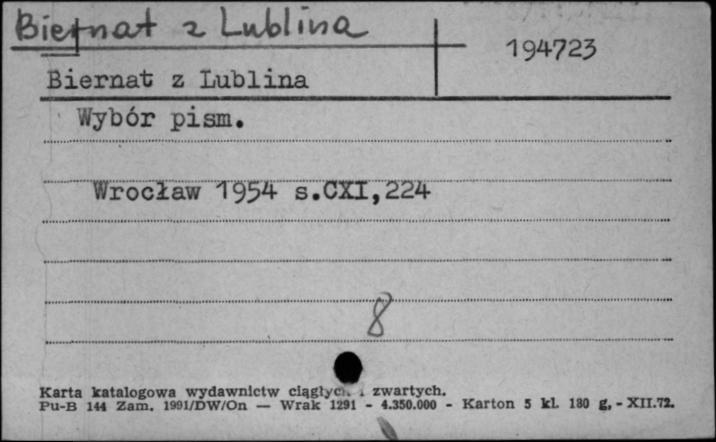 Biernat z Lublina
194723
Biernat z Lublina
Wybór pism.
Wrocław 1954 s.CXI,224
8
Karta katalogowa wydawnictw ciągłych i zwartych.
Pu-B 144 Zam. 1991/DW/On — Wrak 1291 - 4.350.000 - Karton 5 kl. 180 g. - XII.72.